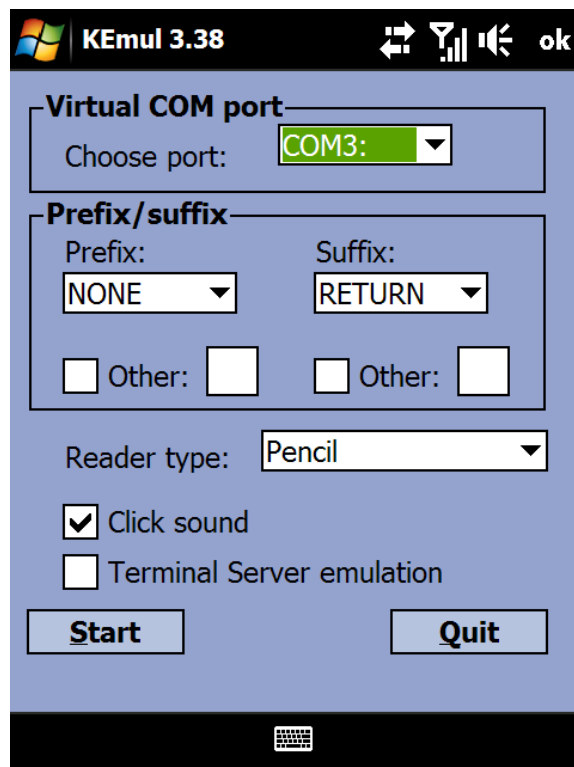 KEmul 3.38 ok
Virtual COM port
Choose port: COM3:
Prefix/suffix
Prefix: Suffix:
NONE RETURN
Other: Other:
Reader type: Pencil
Click sound
Terminal Server emulation
Start Quit